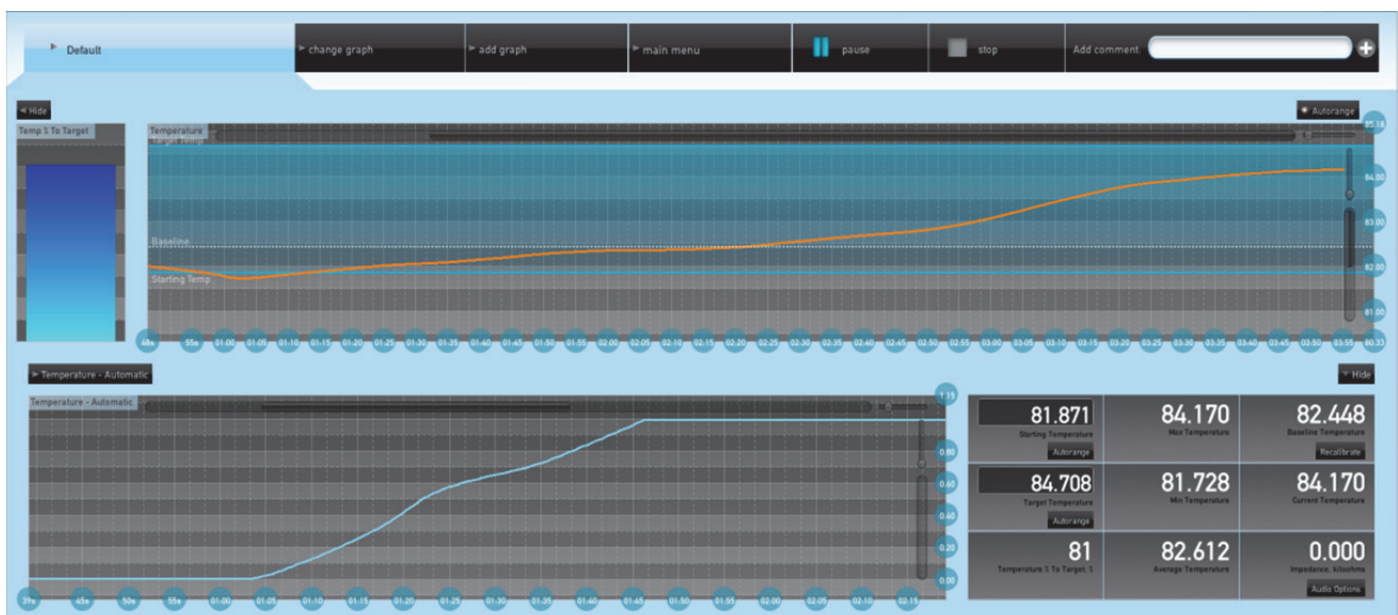 Default
change graph
add graph
main menu
pause
stop
Add comment.
Hide
Autorange
Temp % To Target
Temperature
Target Temp
Baseline
Starting Temp
85.18
84.00
83.00
82.00
81.00
80.33
48s 55s 01:00 01:05 01:10 01:15 01:20 01:25 01:30 01:35 01:40 01:45 01:50 01:55 02:00 02:05 02:10 02:15 02:20 02:25 02:30 02:35 02:40 02:45 02:50 02:55 03:00 03:05 03:10 03:15 03:20 03:25 03:30 03:35 03:40 03:45 03:50 03:55
Temperature - Automatic
Hide
Temperature - Automatic
1.15
0.80
0.60
0.40
0.20
0.00
39s 45s 50s 55s 01:00 01:05 01:10 01:15 01:20 01:25 01:30 01:35 01:40 01:45 01:50 01:55 02:00 02:05 02:10 02:15
81.871 84.170 82.448
Starting Temperature Max Temperature Baseline Temperature
Autorange Recalibrate
84.708 81.728 84.170
Target Temperature Min Temperature Current Temperature
Autorange
81 82.612 0.000
Temperature % To Target, % Average Temperature Impedance, kiloohms
Audio Options